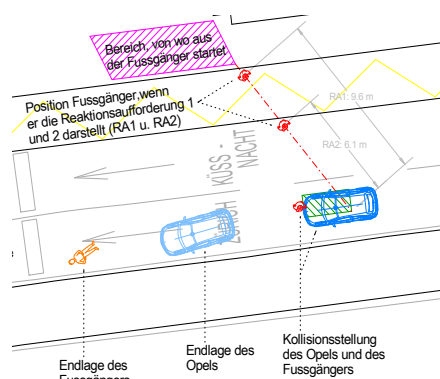 Bereich, von wo aus
der Fussgänger startet
RA1: 9.6 m
Position Fussgänger,wenn
er die Reaktionsaufforderung 1
und 2 darstellt (RA1 u. RA2)
RA2: 6.1 m
KÜSS -
NACHT
ZÜRICH
Endlage des
Fussgängers
Endlage des
Opels
Kollisionsstellung
des Opels und des
Fussgängers